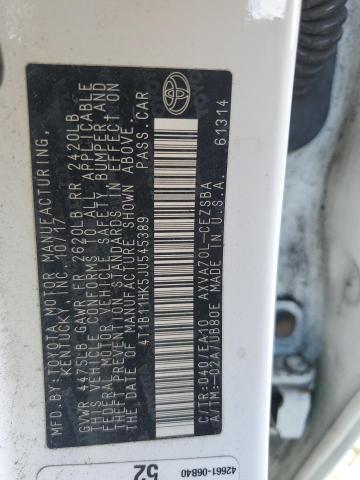 MFD. BY: TOYOTA MOTOR MANUFACTURING,
KENTUCKY, INC. 10/17
GVWR 4475LB GAWR FR 2620LB RR 2420LB
THIS VEHICLE CONFORMS TO ALL APPLICABLE
FEDERAL MOTOR VEHICLE SAFETY, BUMPER, AND
THEFT PREVENTION STANDARDS IN EFFECT ON
THE DATE OF MANUFACTURE SHOWN ABOVE.
4T1B11HK5JU545389 PASS. CAR
C/TR:040/EA10 AXVA70L-CEZSBA
A/TM:-02A/UB80E MADE IN U.S.A. 61314
TOYOTA
42661-06840
52